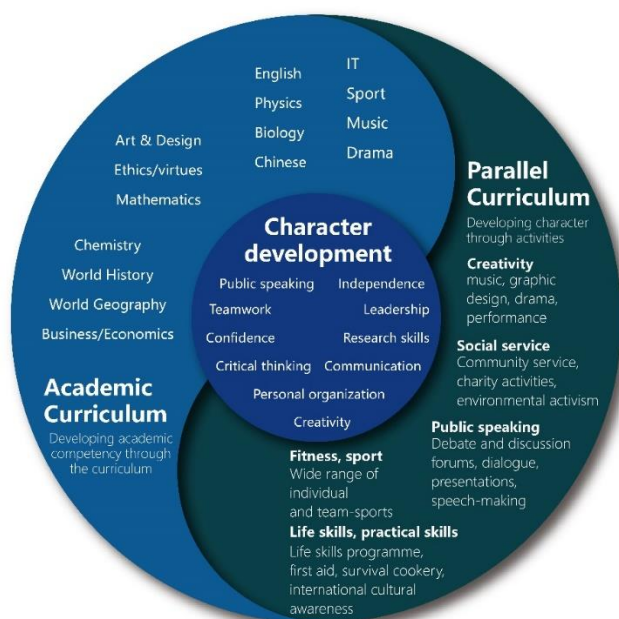 English
Physics
Biology
Chinese
IT
Sport
Music
Drama
Art & Design
Ethics/virtues
Mathematics
Chemistry
World History
World Geography
Business/Economics
Academic
Curriculum
Developing academic
competency through
the curriculum
Character
development
Public speaking
Independence
Teamwork
Leadership
Confidence
Research skills
Critical thinking
Communication
Personal organization
Creativity
Parallel
Curriculum
Developing character
through activities
Creativity
music, graphic
design, drama,
performance
Social service
Community service,
charity activities,
environmental activism
Public speaking
Debate and discussion
forums, dialogue,
presentations,
speech-making
Fitness, sport
Wide range of
individual
and team-sports
Life skills, practical skills
Life skills programme,
first aid, survival cookery,
international cultural
awareness